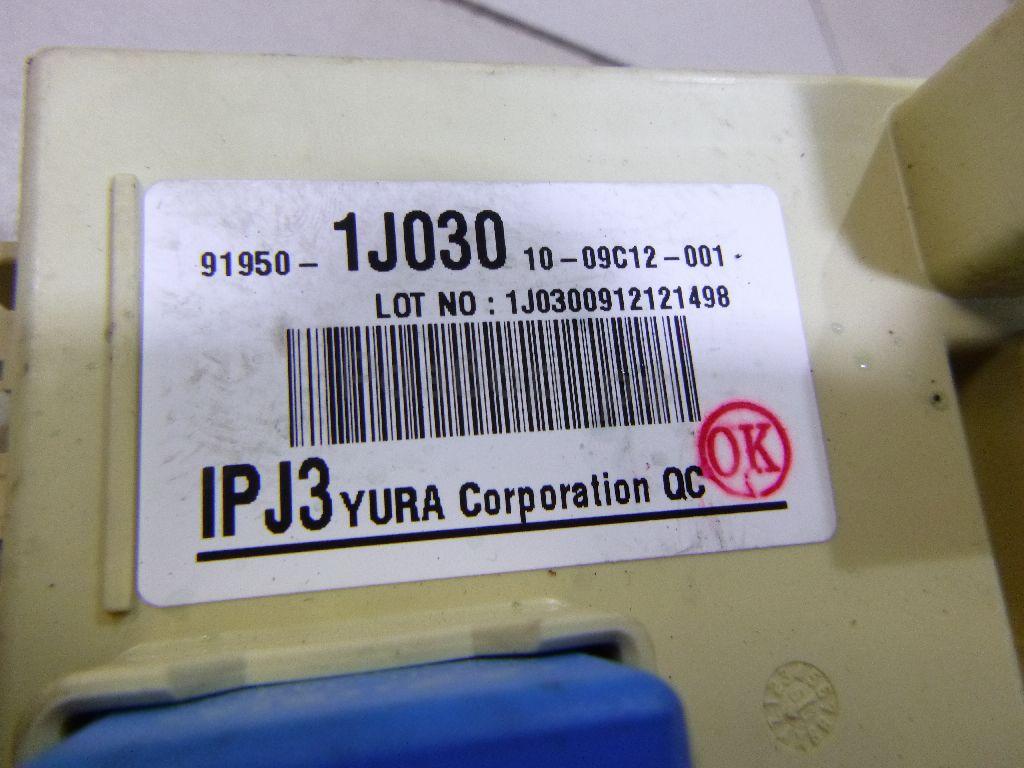 91950 - 1J030 10 - 09C12 - 001 -
LOT NO : 1J0300912121498
IPJ3 YURA Corporation QC OK